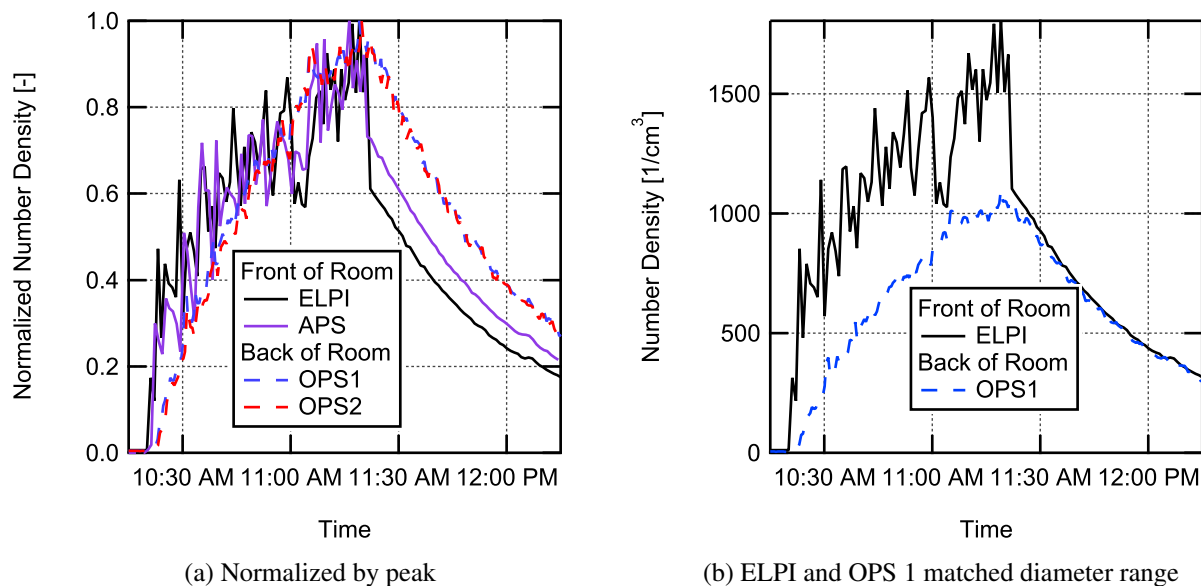 Normalized Number Density [-]
1.0
0.8
0.6
0.4
0.2
0.0
Front of Room
ELPI
APS
Back of Room
OPS1
OPS2
10:30 AM 11:00 AM 11:30 AM 12:00 PM
Time
(a) Normalized by peak
Number Density [1/cm³]
1500
1000
500
0
Front of Room
ELPI
Back of Room
OPS1
10:30 AM 11:00 AM 11:30 AM 12:00 PM
Time
(b) ELPI and OPS 1 matched diameter range